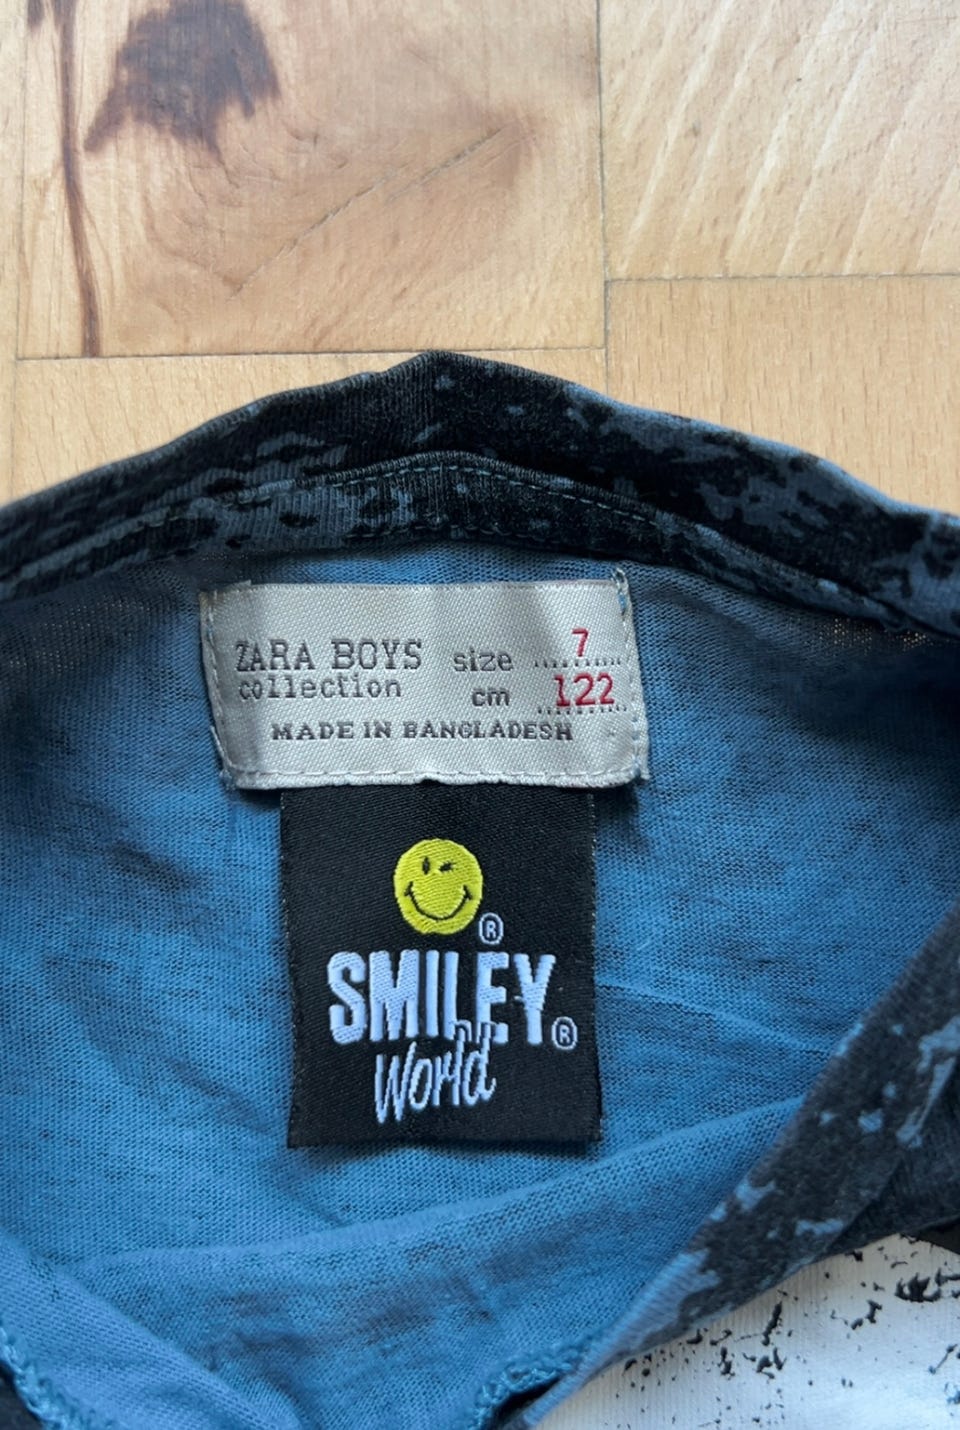 ZARA BOYS size 7
collection cm 122
MADE IN BANGLADESH
®
SMILEY®
World